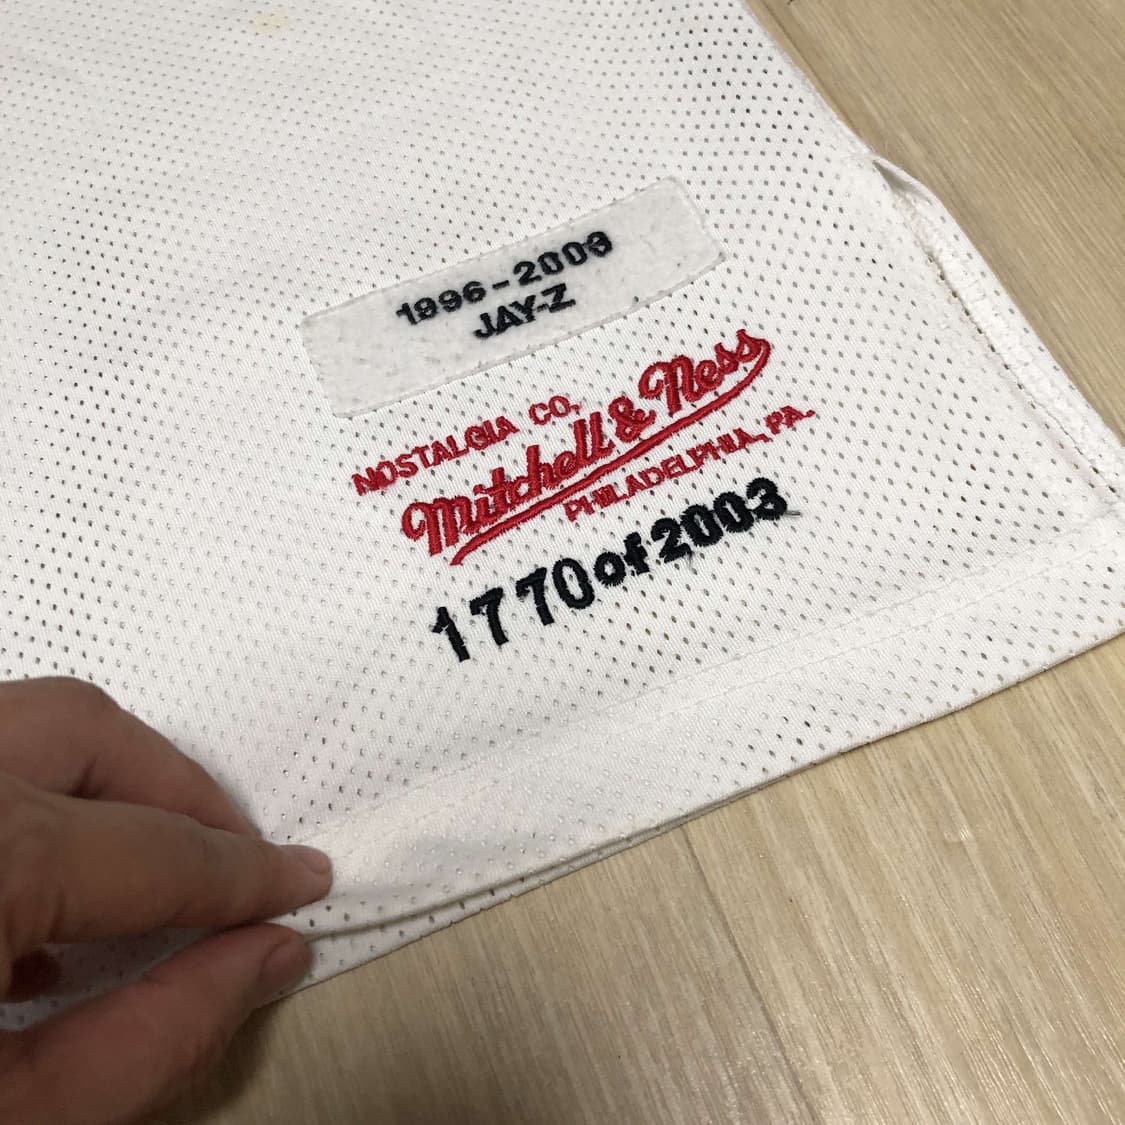 1996-2003
JAY-Z
NOSTALGIA CO.
Mitchell & Ness
PHILADELPHIA, PA.
1770 of 2003